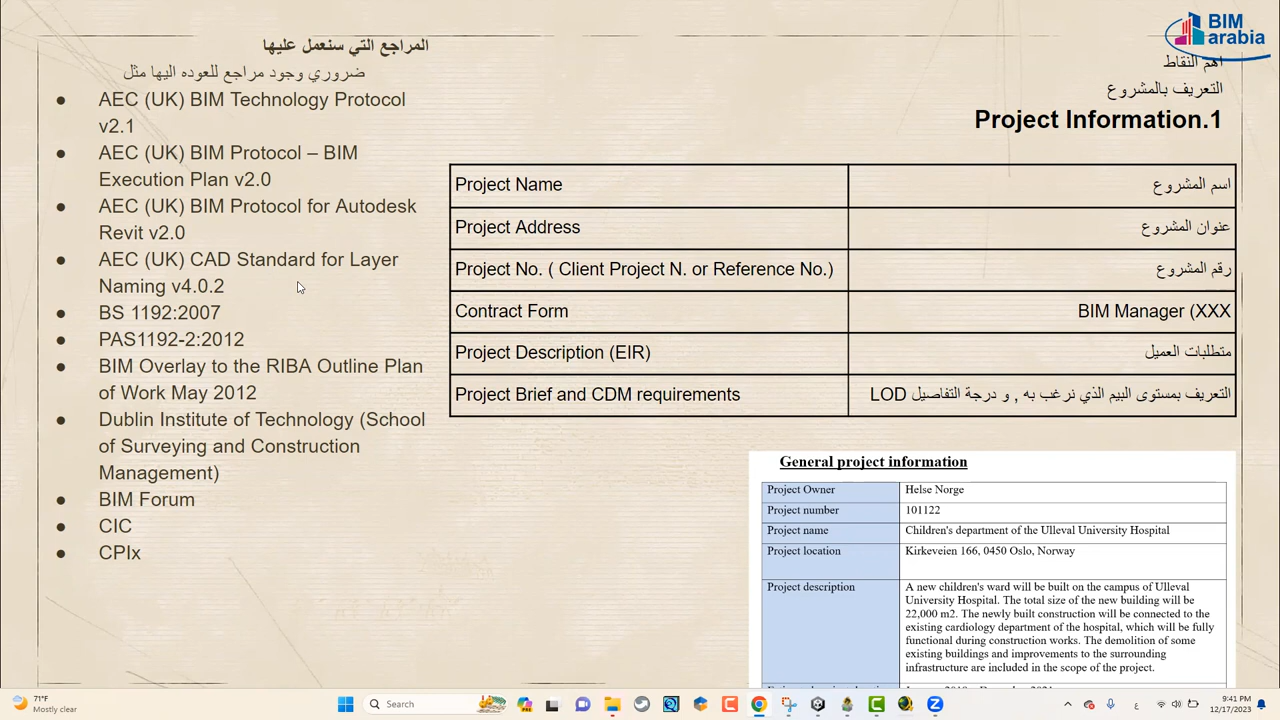 المراجع التي سنعمل عليها
ضروري وجود مراجع للعوده اليها مثل
● AEC (UK) BIM Technology Protocol
v2.1
● AEC (UK) BIM Protocol – BIM
Execution Plan v2.0
● AEC (UK) BIM Protocol for Autodesk
Revit v2.0
● AEC (UK) CAD Standard for Layer
Naming v4.0.2
● BS 1192:2007
● PAS1192-2:2012
● BIM Overlay to the RIBA Outline Plan
of Work May 2012
● Dublin Institute of Technology (School
of Surveying and Construction
Management)
● BIM Forum
● CIC
● CPIx
BIM
arabia
اهم النقاط
التعريف بالمشروع
Project Information.1
Project Name اسم المشروع
Project Address عنوان المشروع
Project No. ( Client Project N. or Reference No.) رقم المشروع
Contract Form BIM Manager (XXX
Project Description (EIR) متطلبات العميل
Project Brief and CDM requirements التعريف بمستوى البيم الذي نرغب به , و درجة التفاصيل LOD
General project information
Project Owner Helse Norge
Project number 101122
Project name Children's department of the Ulleval University Hospital
Project location Kirkeveien 166, 0450 Oslo, Norway
Project description A new children's ward will be built on the campus of Ulleval
University Hospital. The total size of the new building will be
22,000 m2. The newly built construction will be connected to the
existing cardiology department of the hospital, which will be fully
functional during construction works. The demolition of some
existing buildings and improvements to the surrounding
infrastructure are included in the scope of the project.
71°F
Mostly clear
Search
ع
9:41 PM
12/17/2023